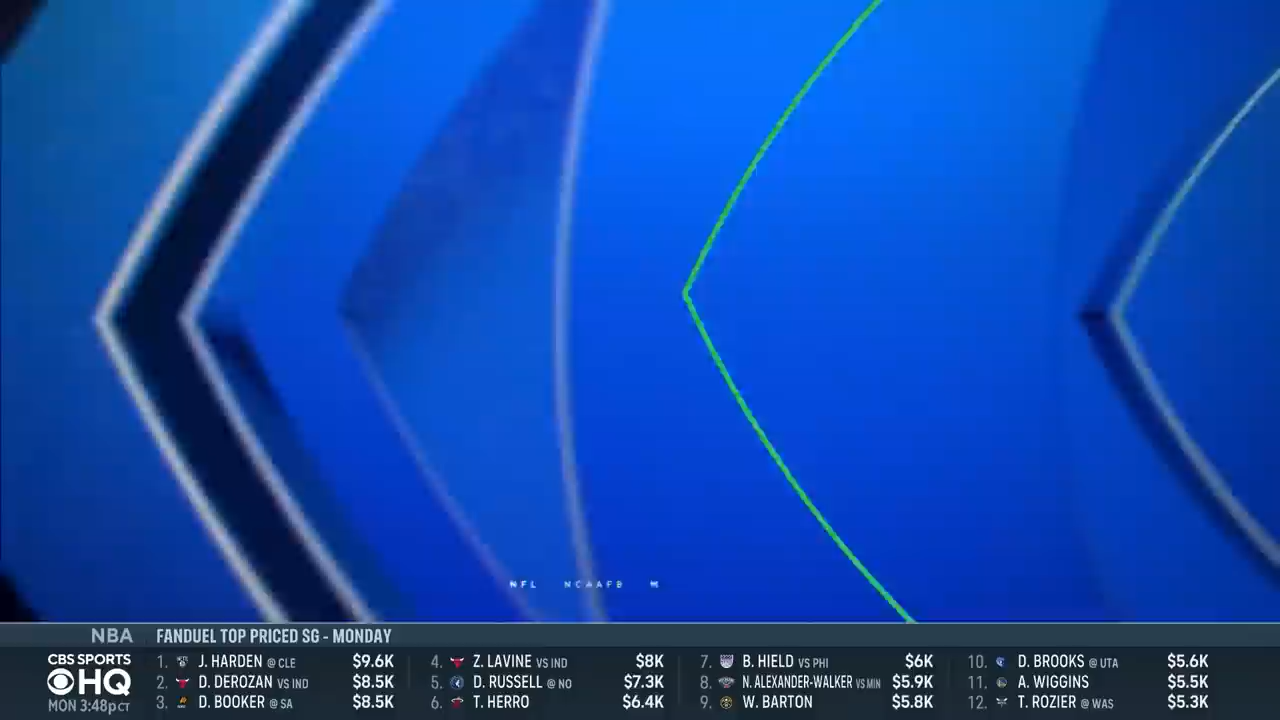 NFL NCAAFB
NBA FANDUEL TOP PRICED SG - MONDAY
CBS SPORTS
HQ
MON 3:48P CT
1. J. HARDEN @ CLE $9.6K
2. D. DEROZAN VS IND $8.5K
3. D. BOOKER @ SA $8.5K
4. Z. LAVINE VS IND $8K
5. D. RUSSELL @ NO $7.3K
6. T. HERRO $6.4K
7. B. HIELD VS PHI $6K
8. N. ALEXANDER-WALKER VS MIN $5.9K
9. W. BARTON $5.8K
10. D. BROOKS @ UTA $5.6K
11. A. WIGGINS $5.5K
12. T. ROZIER @ WAS $5.3K